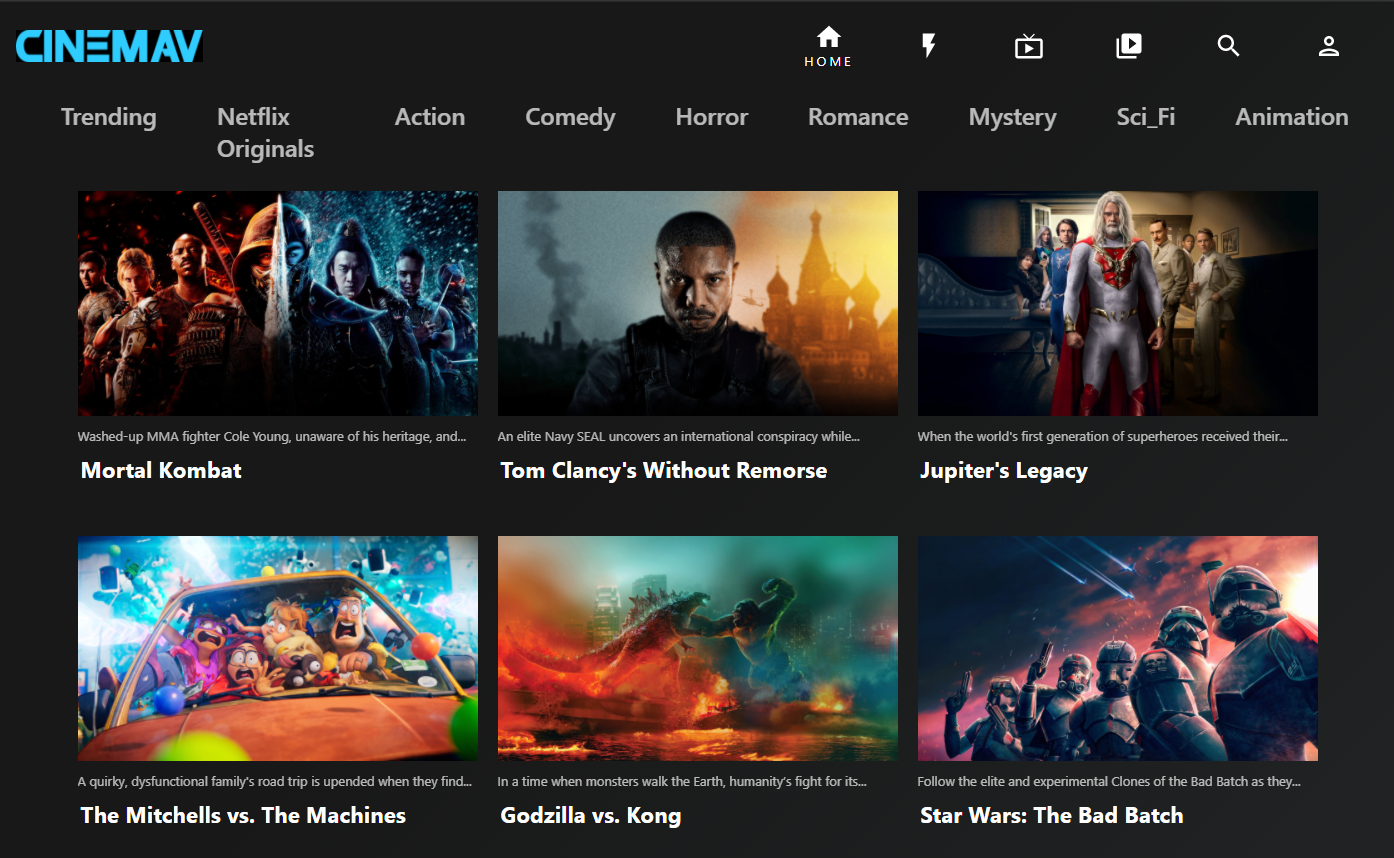 CINEMAV
HOME
Trending Netflix Originals Action Comedy Horror Romance Mystery Sci_Fi Animation
Washed-up MMA fighter Cole Young, unaware of his heritage, and...
Mortal Kombat
An elite Navy SEAL uncovers an international conspiracy while...
Tom Clancy's Without Remorse
When the world's first generation of superheroes received their...
Jupiter's Legacy
A quirky, dysfunctional family's road trip is upended when they find...
The Mitchells vs. The Machines
In a time when monsters walk the Earth, humanity's fight for its...
Godzilla vs. Kong
Follow the elite and experimental Clones of the Bad Batch as they...
Star Wars: The Bad Batch